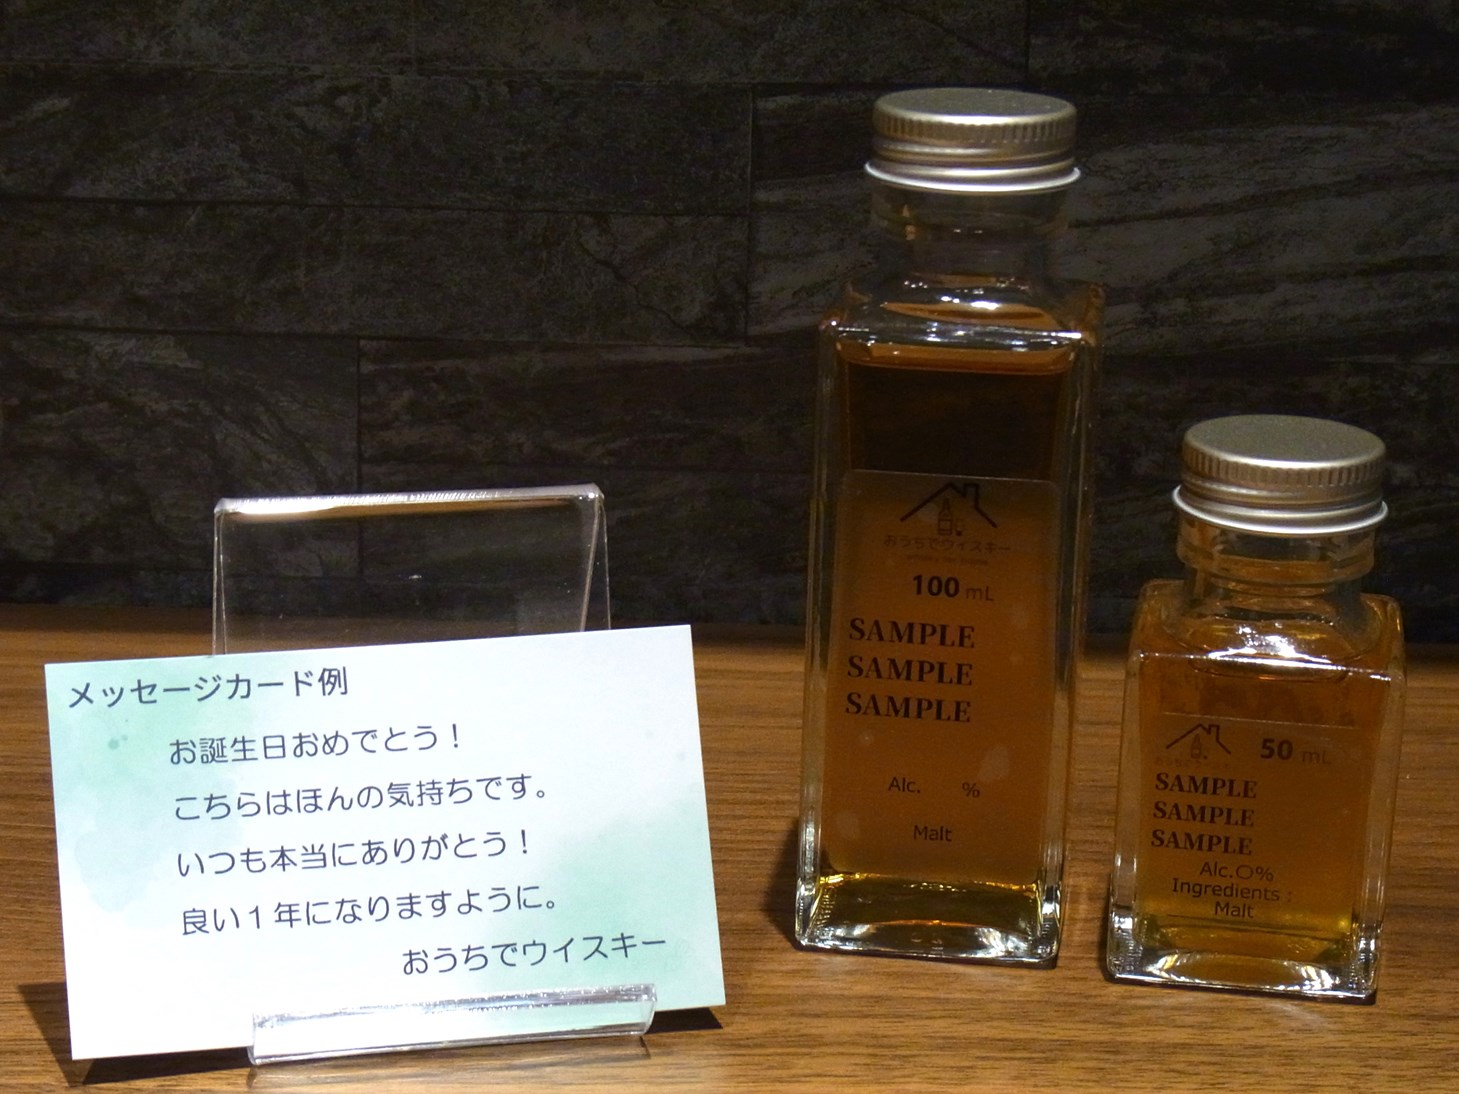 メッセージカード例
お誕生日おめでとう！
こちらはほんの気持ちです。
いつも本当にありがとう！
良い１年になりますように。
おうちでウイスキー
おうちでウイスキー
100 mL
SAMPLE
SAMPLE
SAMPLE
Alc. %
Malt
50 mL
SAMPLE
SAMPLE
SAMPLE
Alc.○%
Ingredients :
Malt